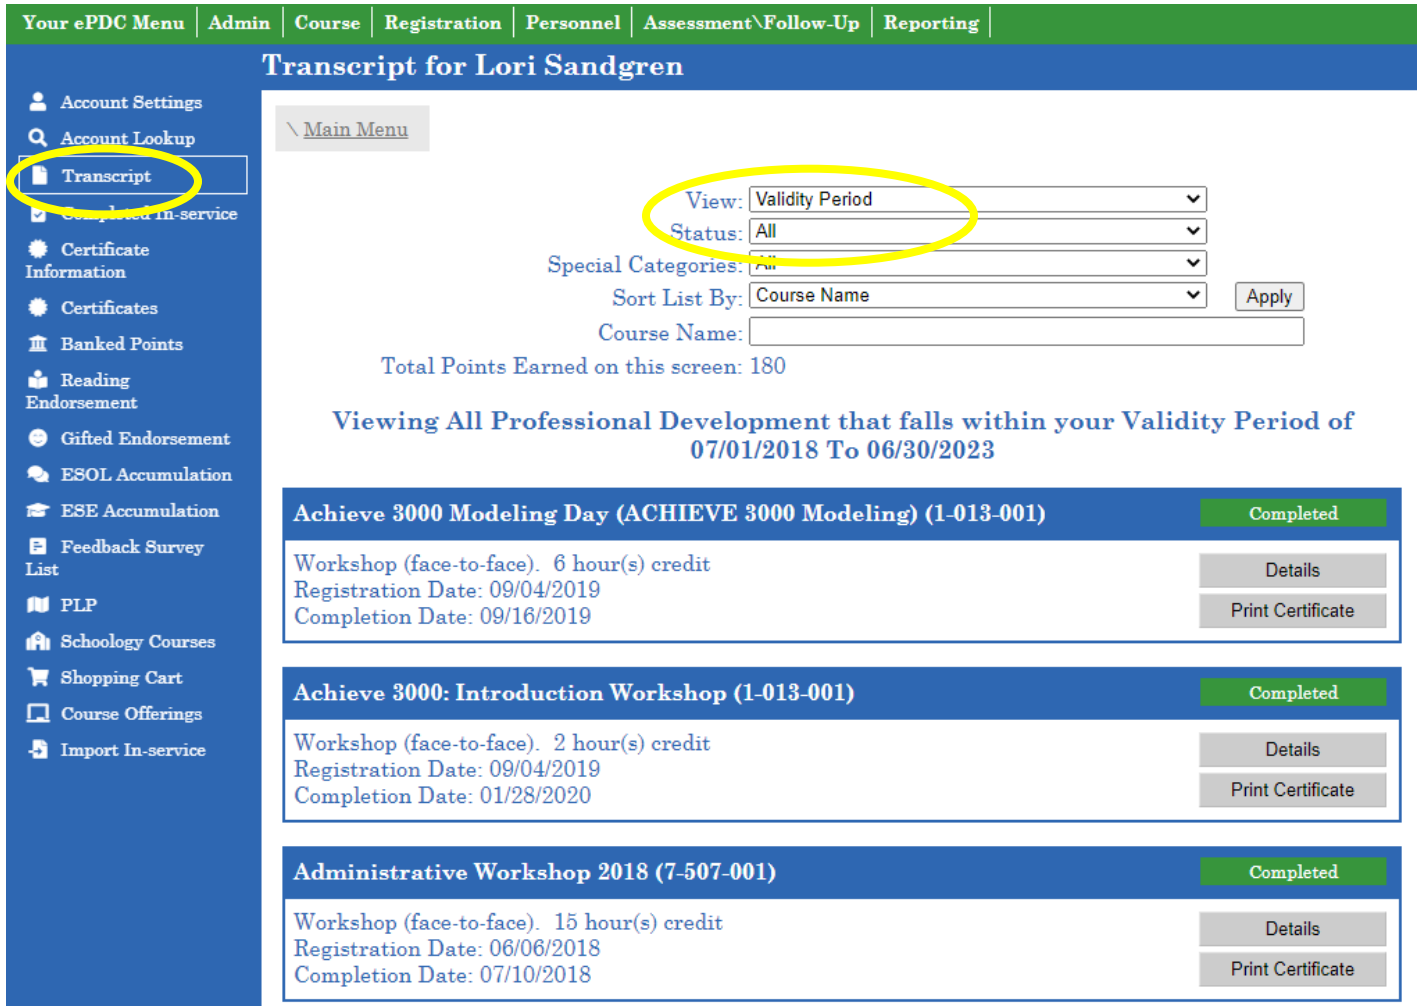 Your ePDC Menu Admin Course Registration Personnel Assessment\Follow-Up Reporting
Transcript for Lori Sandgren
Account Settings
Account Lookup
Transcript
Completed In-service
Certificate
Information
Certificates
Banked Points
Reading
Endorsement
Gifted Endorsement
ESOL Accumulation
ESE Accumulation
Feedback Survey
List
PLP
Schoology Courses
Shopping Cart
Course Offerings
Import In-service
\ Main Menu
View: Validity Period
Status: All
Special Categories: All
Sort List By: Course Name Apply
Course Name:
Total Points Earned on this screen: 180
Viewing All Professional Development that falls within your Validity Period of
07/01/2018 To 06/30/2023
Achieve 3000 Modeling Day (ACHIEVE 3000 Modeling) (1-013-001) Completed
Workshop (face-to-face). 6 hour(s) credit
Registration Date: 09/04/2019
Completion Date: 09/16/2019
Details
Print Certificate
Achieve 3000: Introduction Workshop (1-013-001) Completed
Workshop (face-to-face). 2 hour(s) credit
Registration Date: 09/04/2019
Completion Date: 01/28/2020
Details
Print Certificate
Administrative Workshop 2018 (7-507-001) Completed
Workshop (face-to-face). 15 hour(s) credit
Registration Date: 06/06/2018
Completion Date: 07/10/2018
Details
Print Certificate